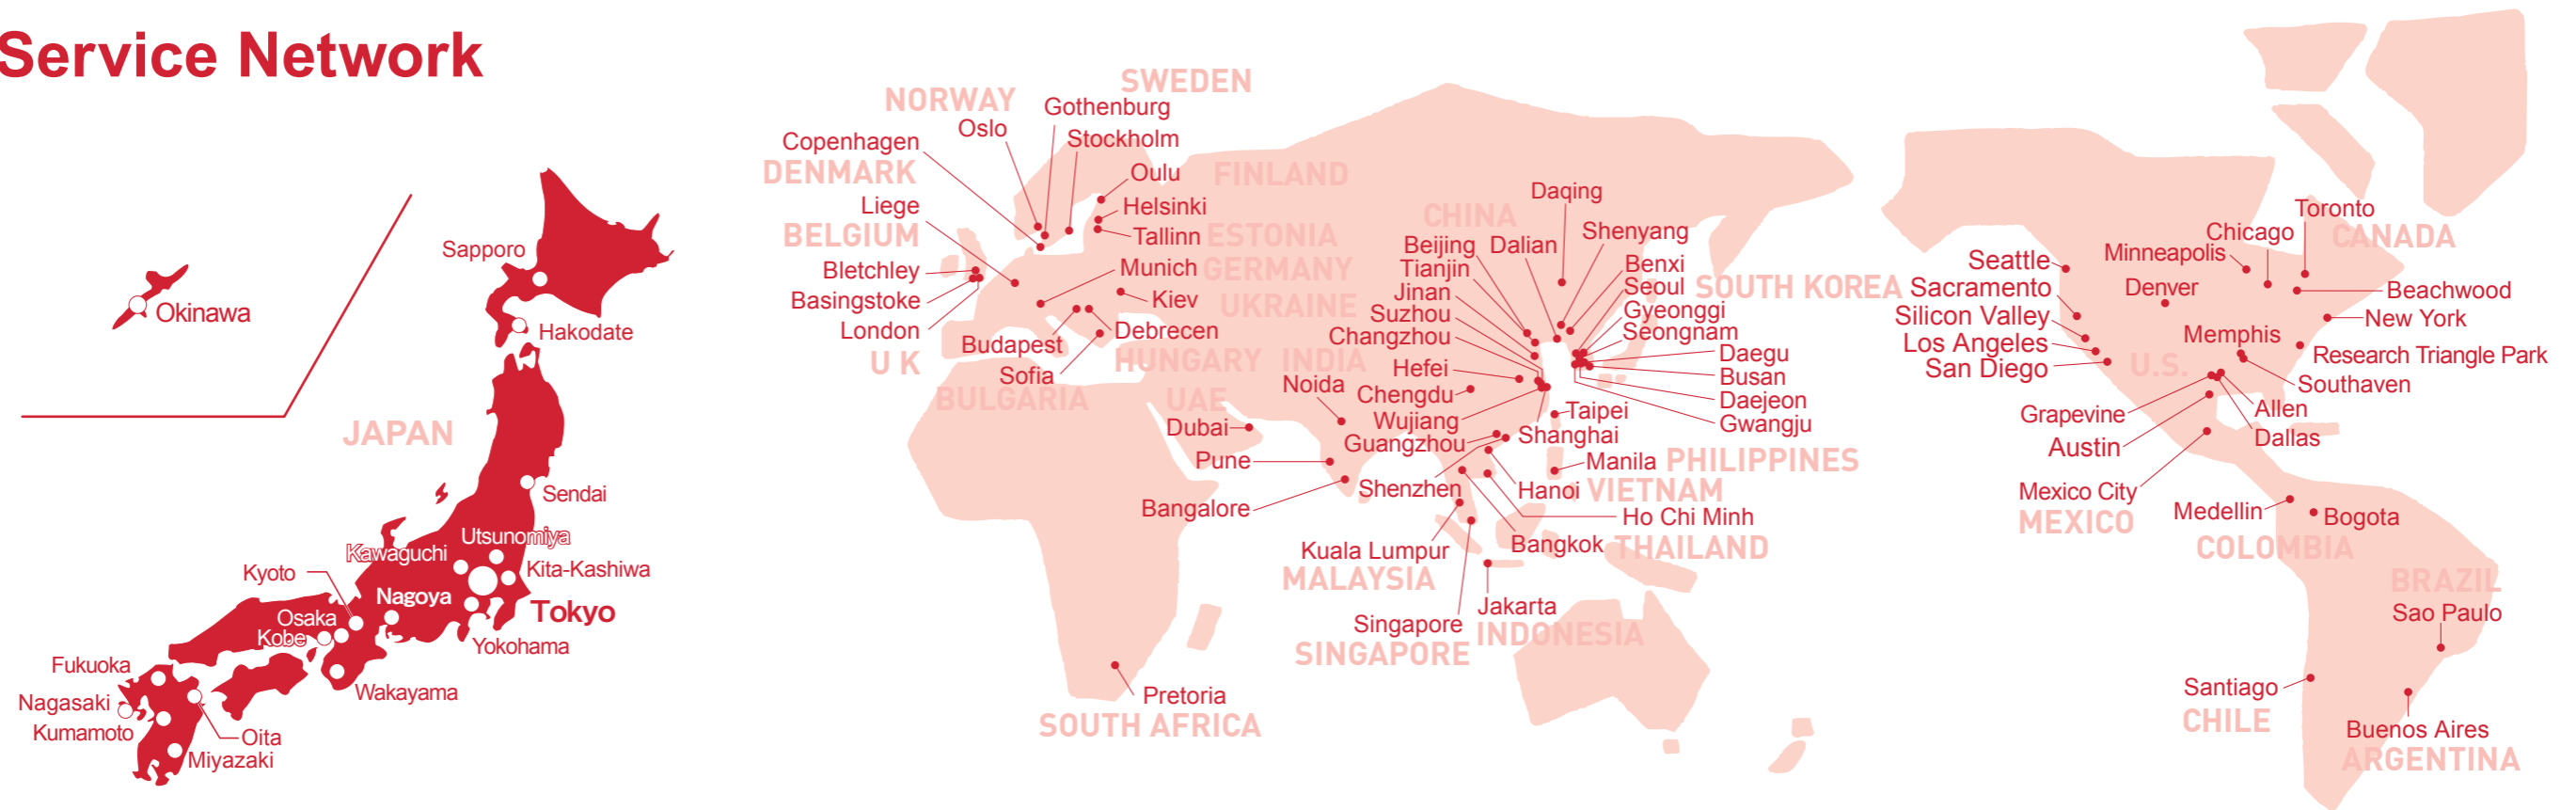 Service Network
Okinawa
Sapporo
Hakodate
JAPAN
Sendai
Utsunomiya
Kawaguchi
Kita-Kashiwa
Kyoto
Nagoya
Tokyo
Osaka
Kobe
Yokohama
Fukuoka
Wakayama
Nagasaki
Kumamoto
Oita
Miyazaki
SWEDEN
NORWAY
Gothenburg
Oslo
Stockholm
Copenhagen
DENMARK
Oulu
FINLAND
Liege
Helsinki
BELGIUM
Tallinn
ESTONIA
Bletchley
Munich
GERMANY
Basingstoke
Kiev
UKRAINE
London
Debrecen
Budapest
U K
HUNGARY
Sofia
BULGARIA
INDIA
Noida
UAE
Dubai
Pune
Bangalore
Pretoria
SOUTH AFRICA
Daqing
CHINA
Shenyang
Beijing
Dalian
Tianjin
Benxi
Jinan
Seoul
SOUTH KOREA
Suzhou
Gyeonggi
Changzhou
Seongnam
Hefei
Daegu
Chengdu
Busan
Wujiang
Daejeon
Guangzhou
Gwangju
Taipei
Shanghai
Manila
PHILIPPINES
Shenzhen
Hanoi
VIETNAM
Ho Chi Minh
Kuala Lumpur
Bangkok
THAILAND
MALAYSIA
Jakarta
Singapore
INDONESIA
SINGAPORE
Toronto
Chicago
CANADA
Minneapolis
Seattle
Sacramento
Denver
Beachwood
Silicon Valley
New York
Los Angeles
Memphis
Research Triangle Park
San Diego
U.S.
Southaven
Grapevine
Allen
Austin
Dallas
Mexico City
MEXICO
Medellin
Bogota
COLOMBIA
BRAZIL
Sao Paulo
Santiago
CHILE
Buenos Aires
ARGENTINA